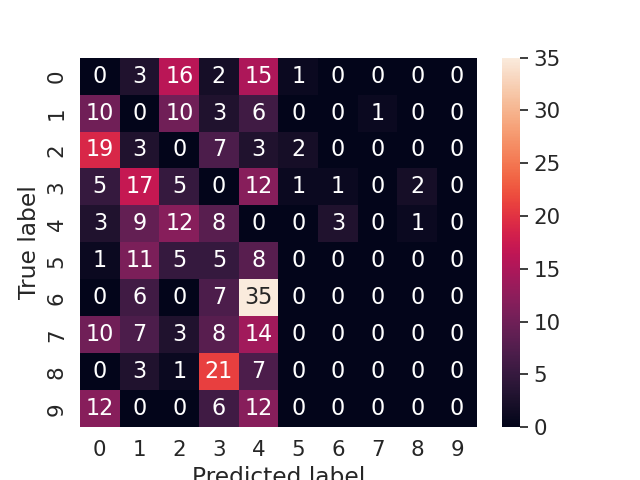 0 0 3 16 2 15 1 0 0 0 0
1 10 0 10 3 6 0 0 1 0 0
2 19 3 0 7 3 2 0 0 0 0
3 5 17 5 0 12 1 1 0 2 0
4 3 9 12 8 0 0 3 0 1 0
5 1 11 5 5 8 0 0 0 0 0
6 0 6 0 7 35 0 0 0 0 0
7 10 7 3 8 14 0 0 0 0 0
8 0 3 1 21 7 0 0 0 0 0
9 12 0 0 6 12 0 0 0 0 0
0 1 2 3 4 5 6 7 8 9
Predicted label
True label
35
30
25
20
15
10
5
0